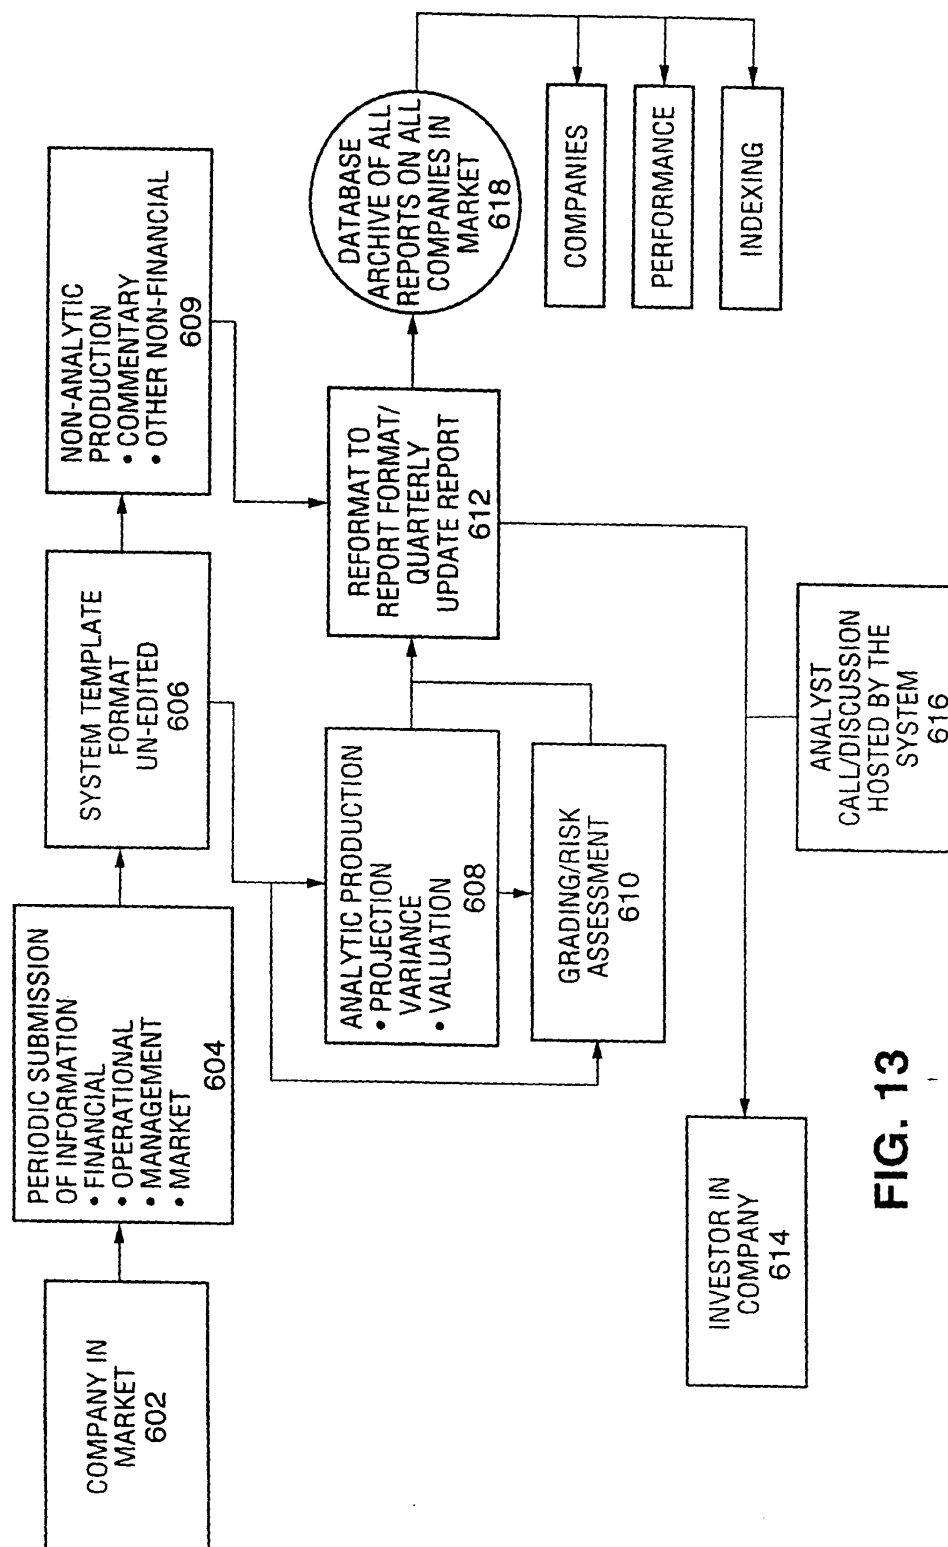 COMPANY IN
MARKET
602
PERIODIC SUBMISSION
OF INFORMATION
• FINANCIAL
• OPERATIONAL
• MANAGEMENT
• MARKET
604
SYSTEM TEMPLATE
FORMAT
UN-EDITED
606
NON-ANALYTIC
PRODUCTION
• COMMENTARY
• OTHER NON-FINANCIAL
609
ANALYTIC PRODUCTION
• PROJECTION
VARIANCE
• VALUATION
608
GRADING/RISK
ASSESSMENT
610
REFORMAT TO
REPORT FORMAT/
QUARTERLY
UPDATE REPORT
612
DATABASE
ARCHIVE OF ALL
REPORTS ON ALL
COMPANIES IN
MARKET
618
COMPANIES
PERFORMANCE
INDEXING
INVESTOR IN
COMPANY
614
ANALYST
CALL/DISCUSSION
HOSTED BY THE
SYSTEM
616
FIG. 13